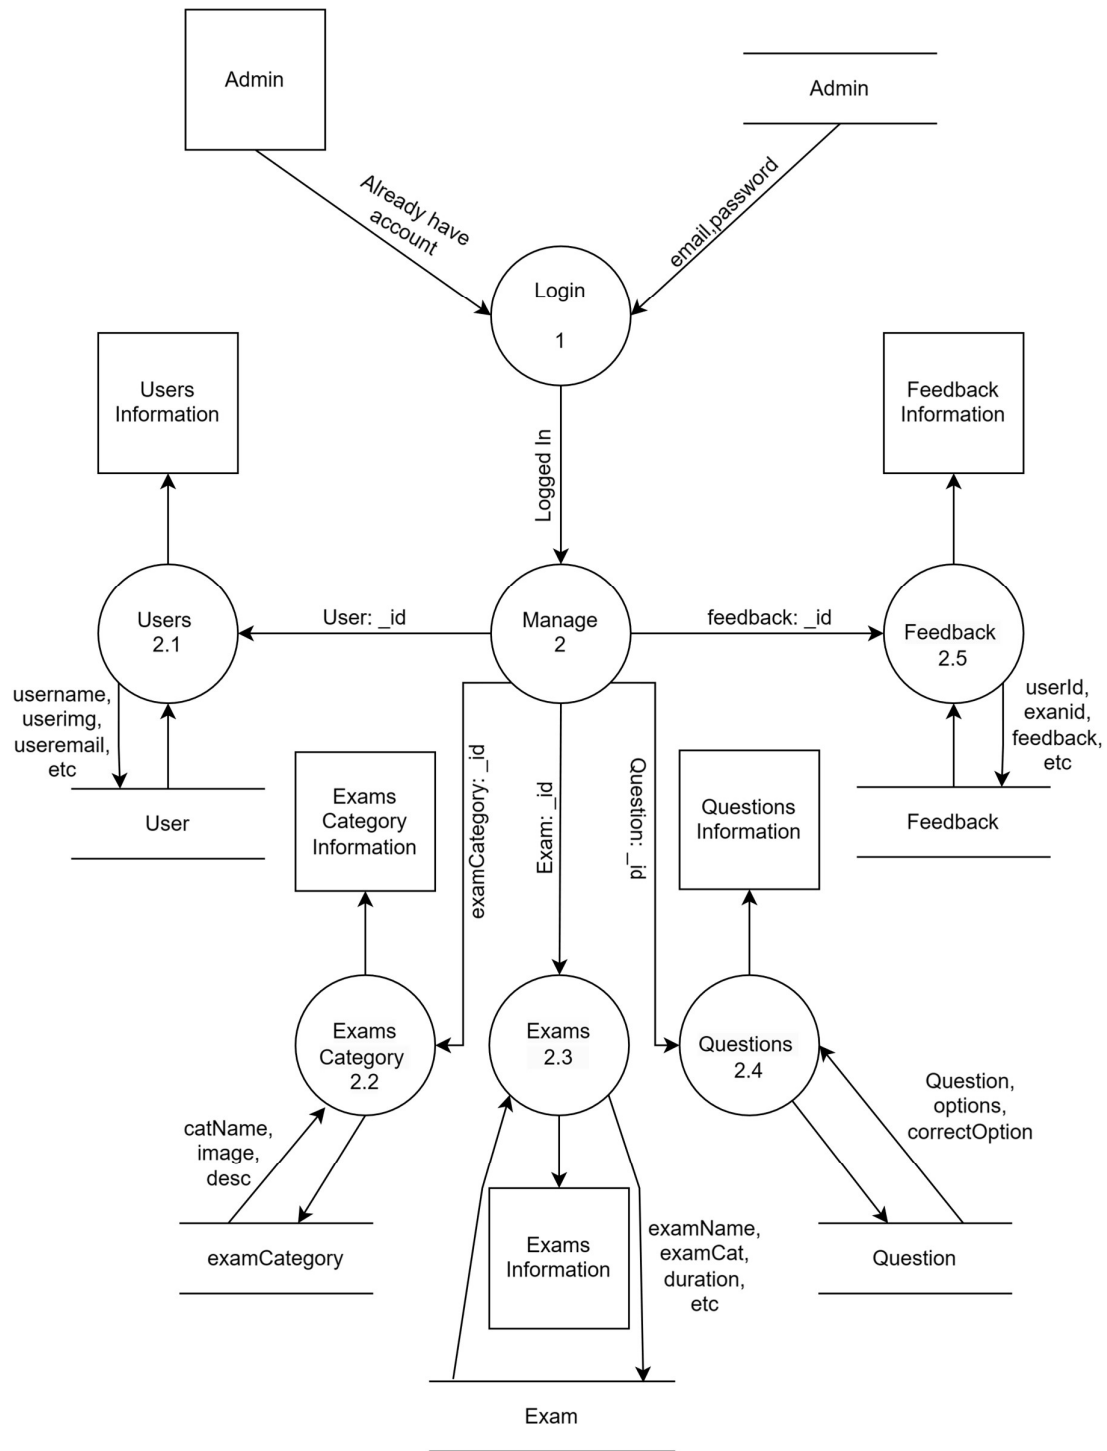 Admin
Admin
Already have
account
email,password
Login
1
Users
Information
Feedback
Information
Logged In
Users
2.1
User: _id
Manage
2
feedback: _id
Feedback
2.5
username,
userimg,
useremail,
etc
userId,
exanid,
feedback,
etc
User
Feedback
Exams
Category
Information
examCategory: _id
Exam: _id
Question: _id
Questions
Information
Exams
Category
2.2
Exams
2.3
Questions
2.4
catName,
image,
desc
Question,
options,
correctOption
examCategory
Exams
Information
examName,
examCat,
duration,
etc
Question
Exam